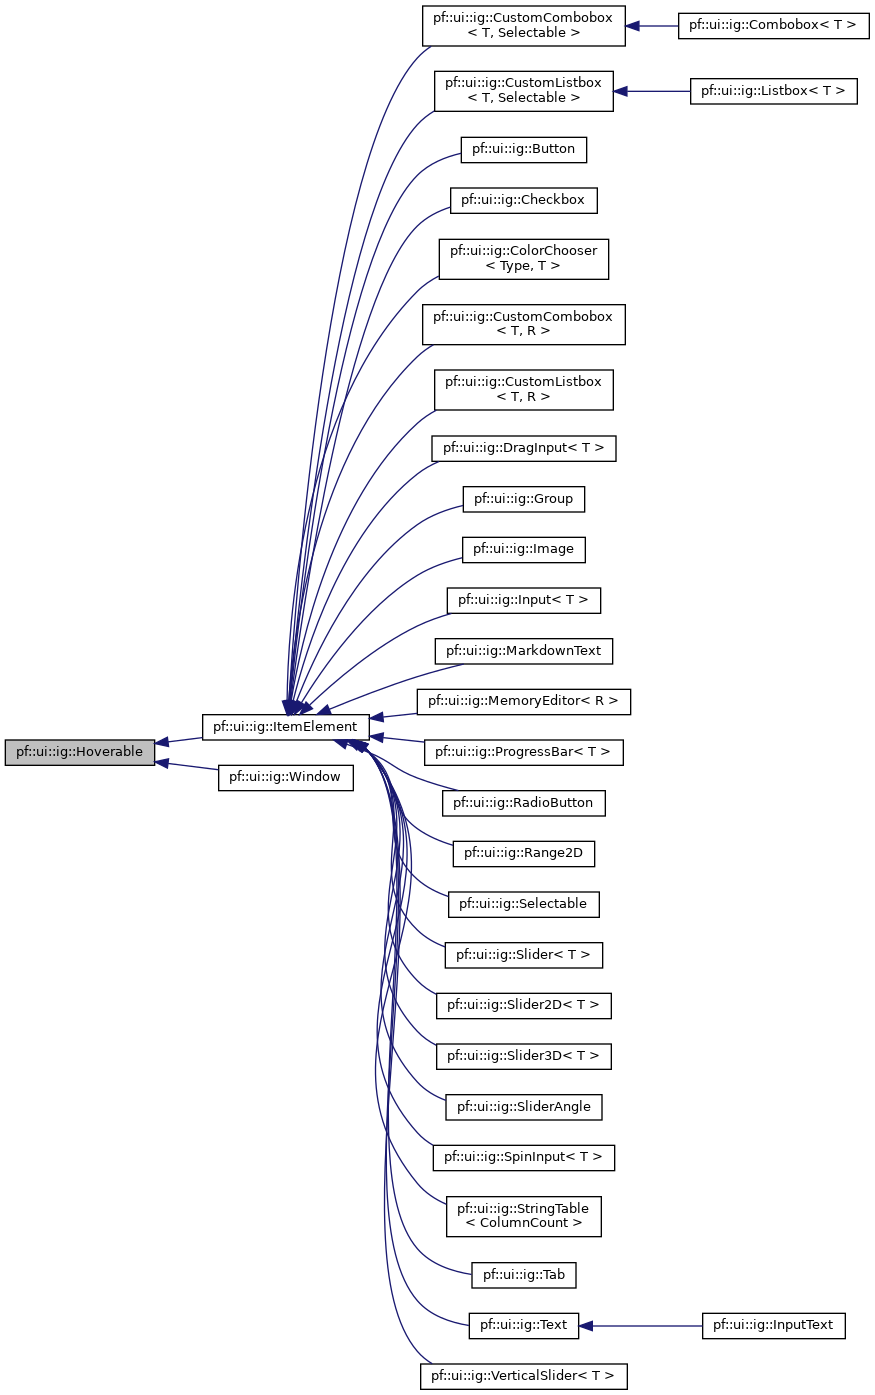 pf::ui::ig::CustomCombobox
< T, Selectable >
pf::ui::ig::Combobox< T >
pf::ui::ig::CustomListbox
< T, Selectable >
pf::ui::ig::Listbox< T >
pf::ui::ig::Button
pf::ui::ig::Checkbox
pf::ui::ig::ColorChooser
< Type, T >
pf::ui::ig::CustomCombobox
< T, R >
pf::ui::ig::CustomListbox
< T, R >
pf::ui::ig::DragInput< T >
pf::ui::ig::Group
pf::ui::ig::Image
pf::ui::ig::Input< T >
pf::ui::ig::MarkdownText
pf::ui::ig::MemoryEditor< R >
pf::ui::ig::ItemElement
pf::ui::ig::Hoverable
pf::ui::ig::ProgressBar< T >
pf::ui::ig::Window
pf::ui::ig::RadioButton
pf::ui::ig::Range2D
pf::ui::ig::Selectable
pf::ui::ig::Slider< T >
pf::ui::ig::Slider2D< T >
pf::ui::ig::Slider3D< T >
pf::ui::ig::SliderAngle
pf::ui::ig::SpinInput< T >
pf::ui::ig::StringTable
< ColumnCount >
pf::ui::ig::Tab
pf::ui::ig::Text
pf::ui::ig::InputText
pf::ui::ig::VerticalSlider< T >